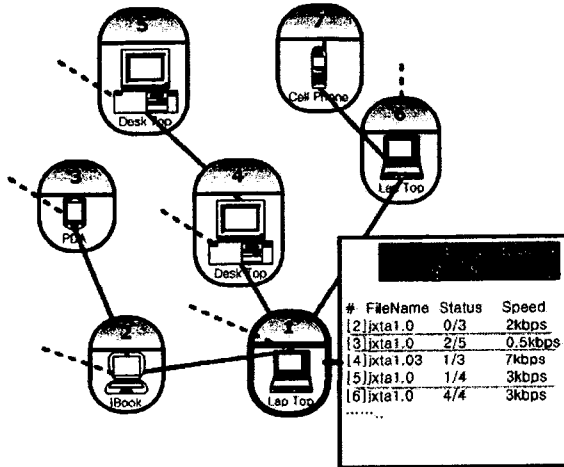 5
Desk Top
7
Cell Phone
6
Lap Top
3
PDA
4
Desk Top
2
iBook
1
Lap Top
# FileName Status Speed
[2]jxta1.0 0/3 2kbps
[3]jxta1.0 2/5 0.5kbps
[4]jxta1.03 1/3 7kbps
[5]jxta1.0 1/4 3kbps
[6]jxta1.0 4/4 3kbps
........